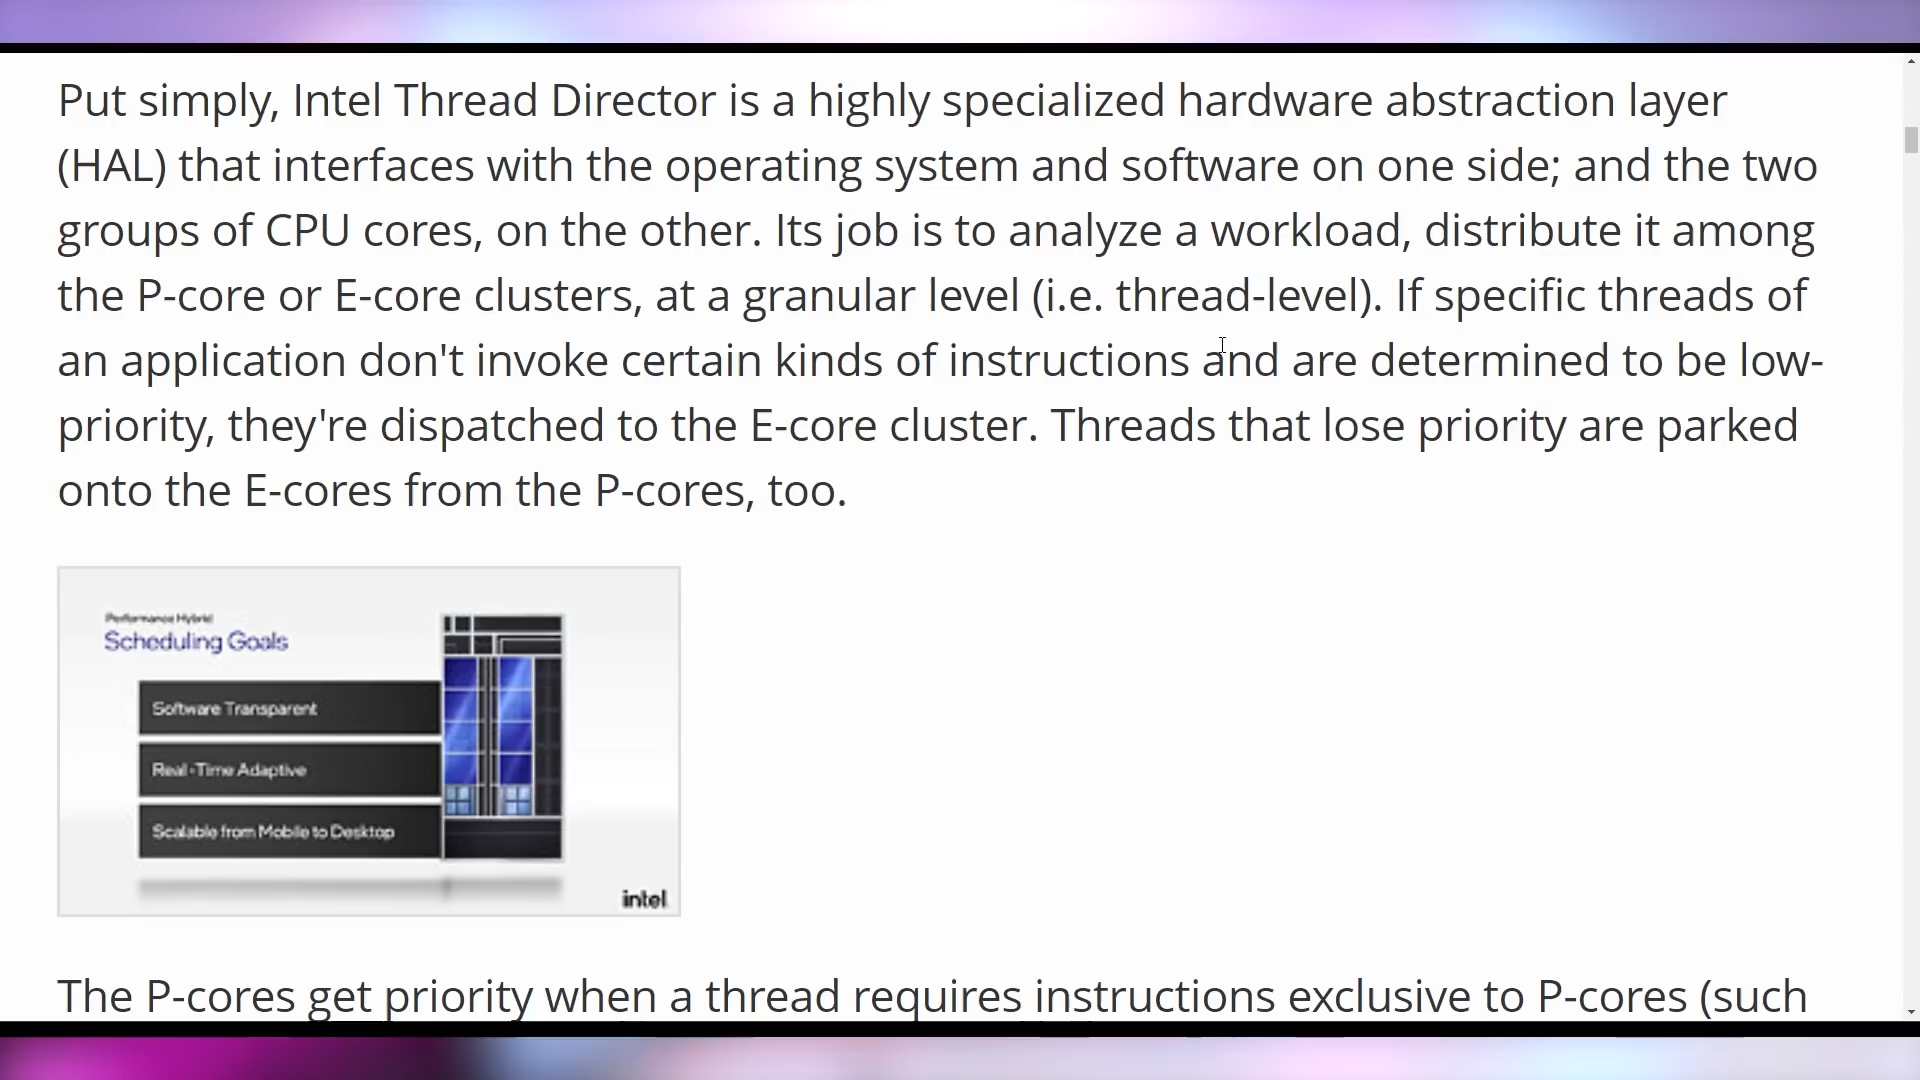 Put simply, Intel Thread Director is a highly specialized hardware abstraction layer
(HAL) that interfaces with the operating system and software on one side; and the two
groups of CPU cores, on the other. Its job is to analyze a workload, distribute it among
the P-core or E-core clusters, at a granular level (i.e. thread-level). If specific threads of
an application don't invoke certain kinds of instructions and are determined to be low-
priority, they're dispatched to the E-core cluster. Threads that lose priority are parked
onto the E-cores from the P-cores, too.
Performance Hybrid
Scheduling Goals
Software Transparent
Real-Time Adaptive
Scalable from Mobile to Desktop
intel
The P-cores get priority when a thread requires instructions exclusive to P-cores (such